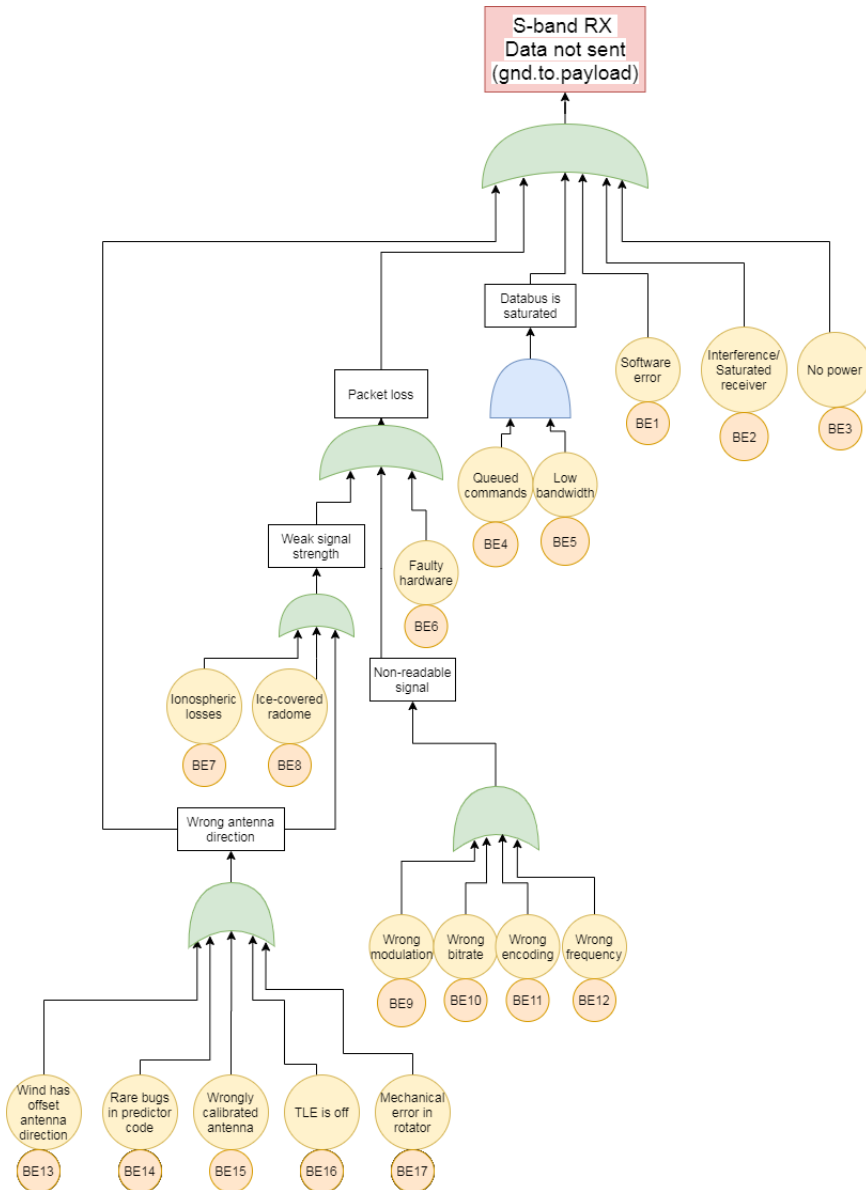 S-band RX
Data not sent
(gnd.to.payload)
Databus is
saturated
Software
error
BE1
Interference/
Saturated
receiver
BE2
No power
BE3
Packet loss
Queued
commands
BE4
Low
bandwidth
BE5
Weak signal
strength
Faulty
hardware
BE6
Non-readable
signal
Ionospheric
losses
BE7
Ice-covered
radome
BE8
Wrong antenna
direction
Wrong
modulation
BE9
Wrong
bitrate
BE10
Wrong
encoding
BE11
Wrong
frequency
BE12
Wind has
offset
antenna
direction
BE13
Rare bugs
in predictor
code
BE14
Wrongly
calibrated
antenna
BE15
TLE is off
BE16
Mechanical
error in
rotator
BE17